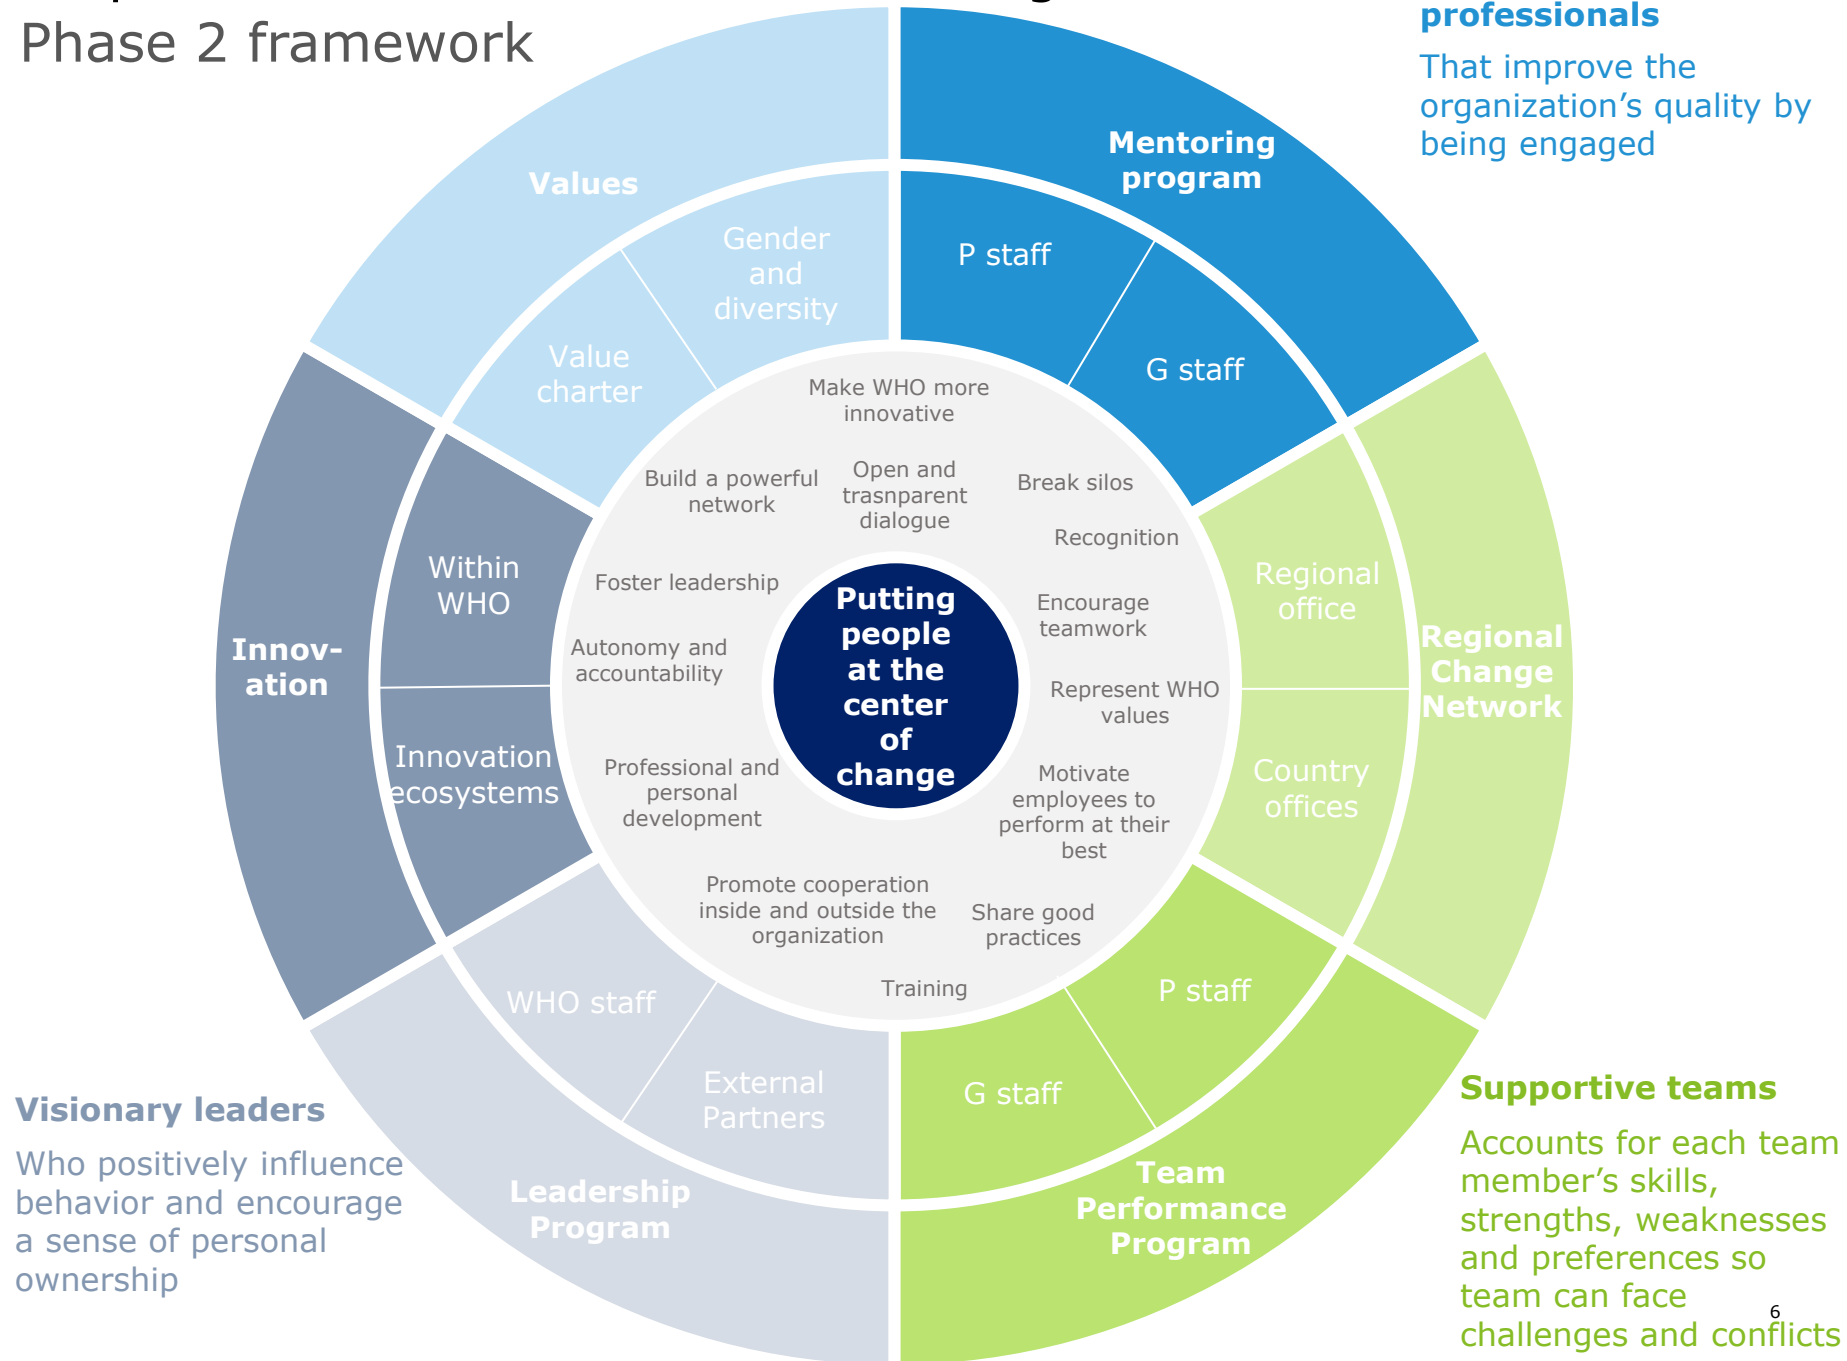 Phase 2 framework
professionals
That improve the
organization’s quality by
being engaged
Values
Gender
and
diversity
Value
charter
Mentoring
program
P staff
G staff
Make WHO more
innovative
Build a powerful
network
Open and
trasnparent
dialogue
Break silos
Recognition
Foster leadership
Encourage
teamwork
Autonomy and
accountability
Represent WHO
values
Professional and
personal
development
Motivate
employees to
perform at their
best
Promote cooperation
inside and outside the
organization
Share good
practices
Training
Putting
people
at the
center
of
change
Within
WHO
Innovation
ecosystems
Innov-
ation
Regional
office
Country
offices
Regional
Change
Network
WHO staff
External
Partners
Leadership
Program
P staff
G staff
Team
Performance
Program
Visionary leaders
Who positively influence
behavior and encourage
a sense of personal
ownership
Supportive teams
Accounts for each team
member’s skills,
strengths, weaknesses
and preferences so
team can face
challenges and conflicts
6